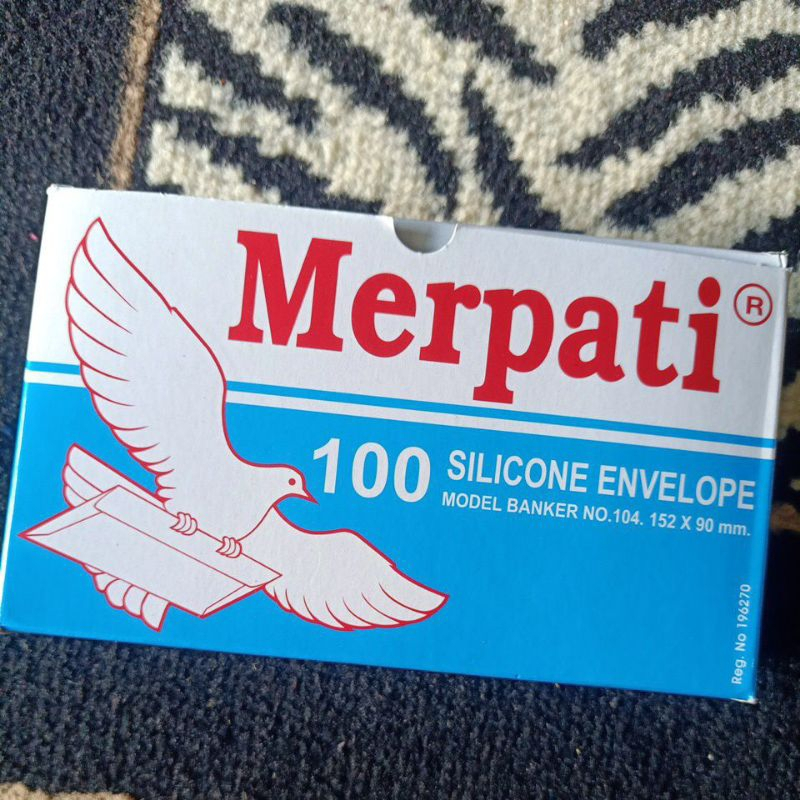 Merpati®
100 SILICONE ENVELOPE
MODEL BANKER NO.104. 152 X 90 mm.
Reg. No 196270